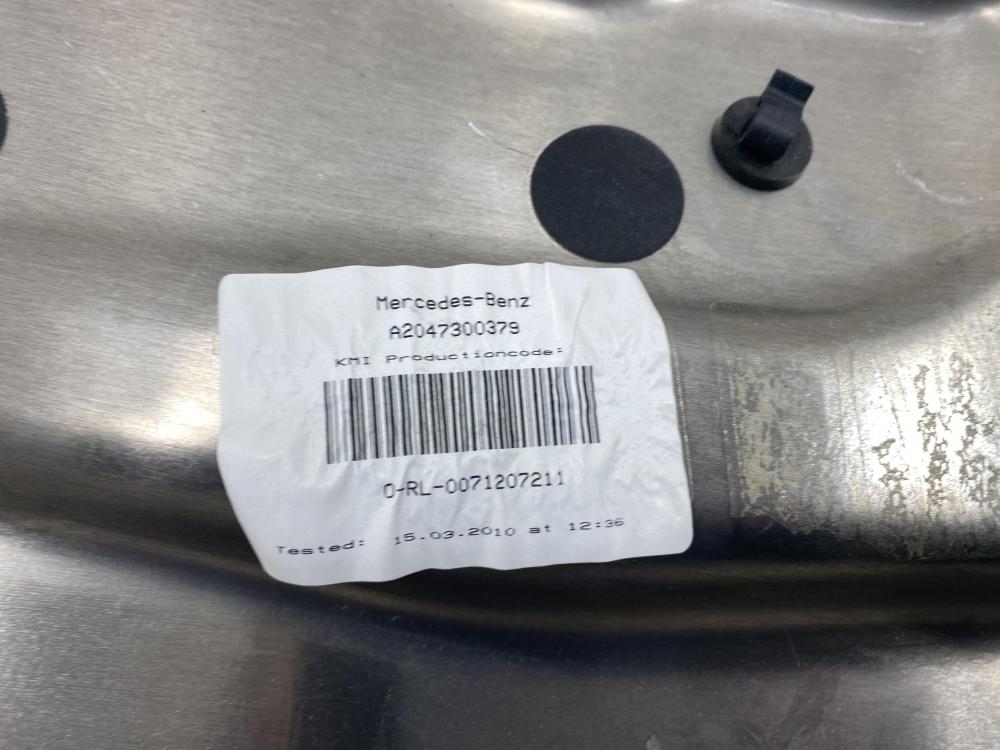 Mercedes-Benz
A2047300379
KMI Productioncode:
0-RL-0071207211
Tested: 15.03.2010 at 12:36